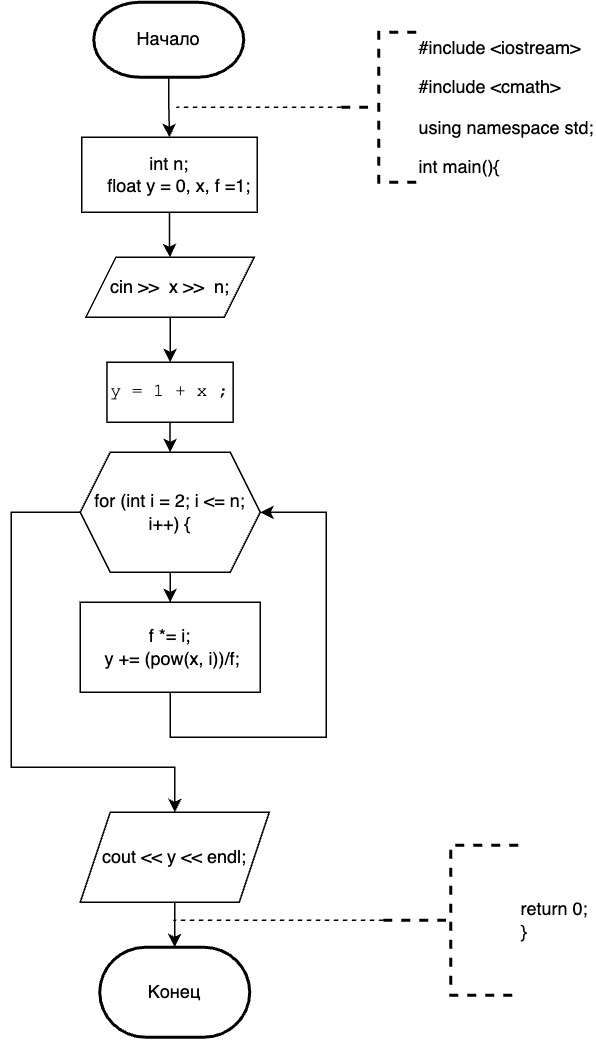 Начало
#include <iostream>
#include <cmath>
using namespace std;
int main(){
int n;
float y = 0, x, f =1;
cin >> x >> n;
y = 1 + x ;
for (int i = 2; i <= n;
i++) {
f *= i;
y += (pow(x, i))/f;
cout << y << endl;
return 0;
}
Конец